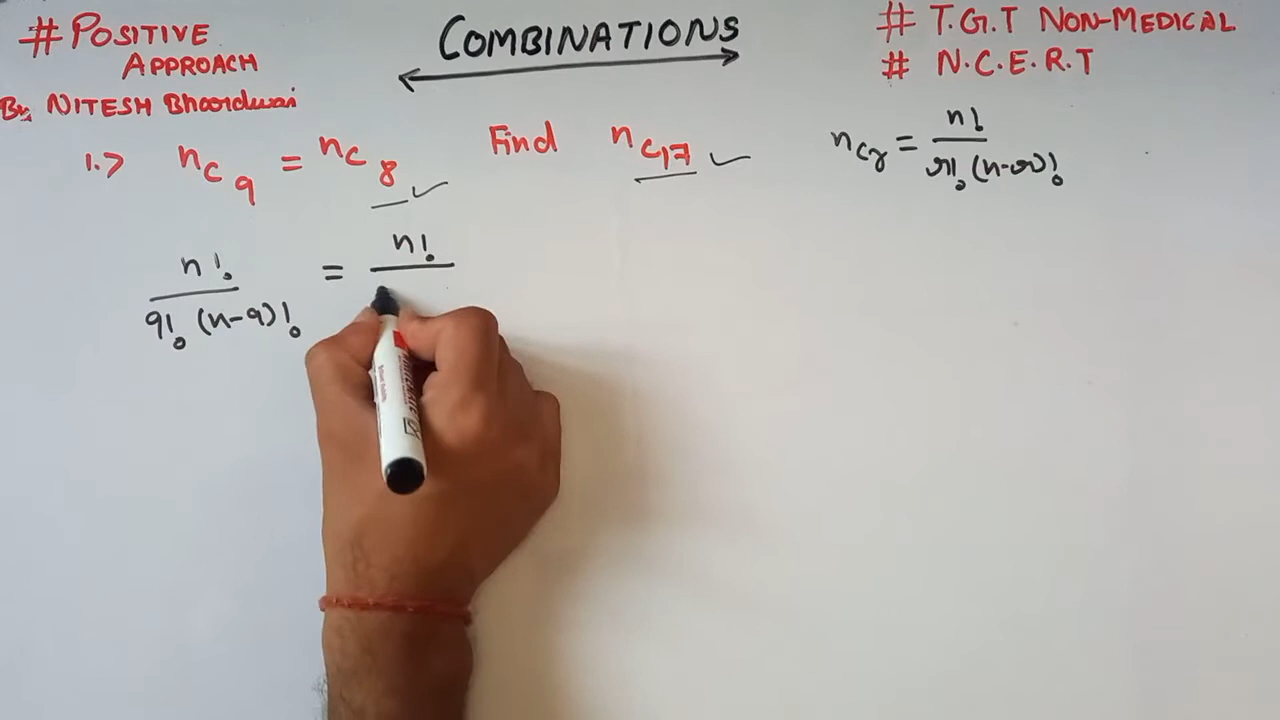 # POSITIVE
APPROACH
By NITESH Bhardwaj
COMBINATIONS
# T.G.T NON-MEDICAL
# N.C.E.R.T
1.> nC9 = nC8 Find nC17
nCr = n! / r! (n-r)!
n! / 9! (n-9)! = n!